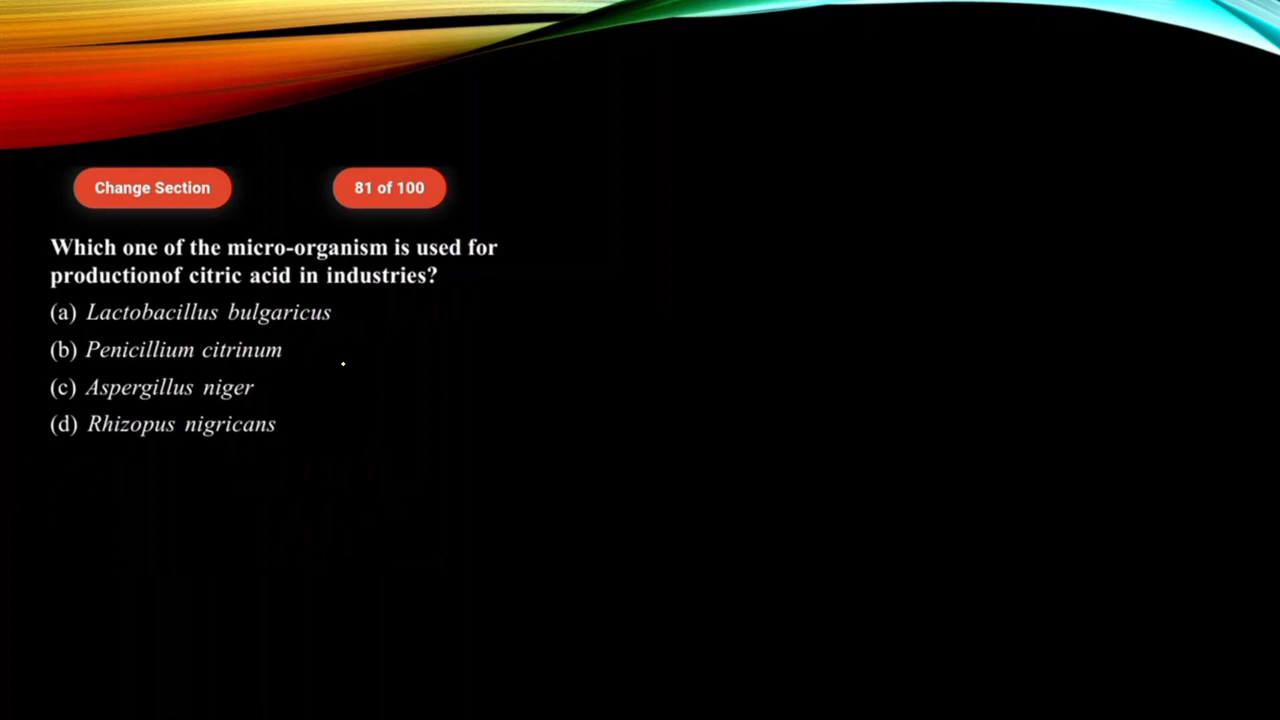 Change Section
81 of 100
Which one of the micro-organism is used for
productionof citric acid in industries?
(a) Lactobacillus bulgaricus
(b) Penicillium citrinum
(c) Aspergillus niger
(d) Rhizopus nigricans